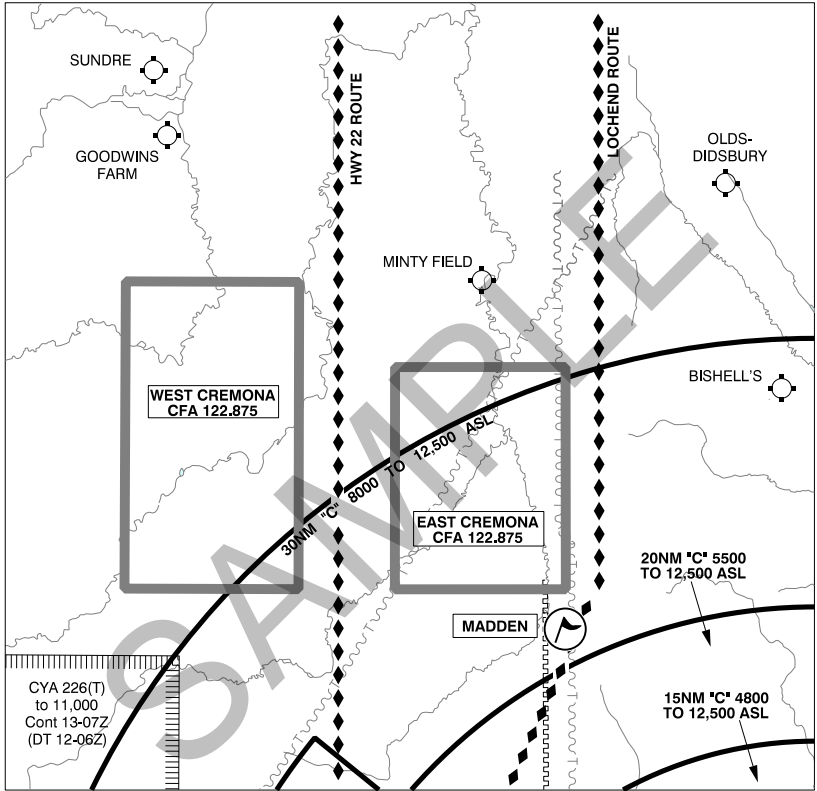 SUNDRE
GOODWINS
FARM
HWY 22 ROUTE
LOCHEND ROUTE
OLDS-
DIDSBURY
MINTY FIELD
BISHELL'S
WEST CREMONA
CFA 122.875
30NM "C" 8000 TO 12,500 ASL
EAST CREMONA
CFA 122.875
20NM "C" 5500
TO 12,500 ASL
MADDEN
CYA 226(T)
to 11,000
Cont 13-07Z
(DT 12-06Z)
15NM "C" 4800
TO 12,500 ASL
SAMPLE